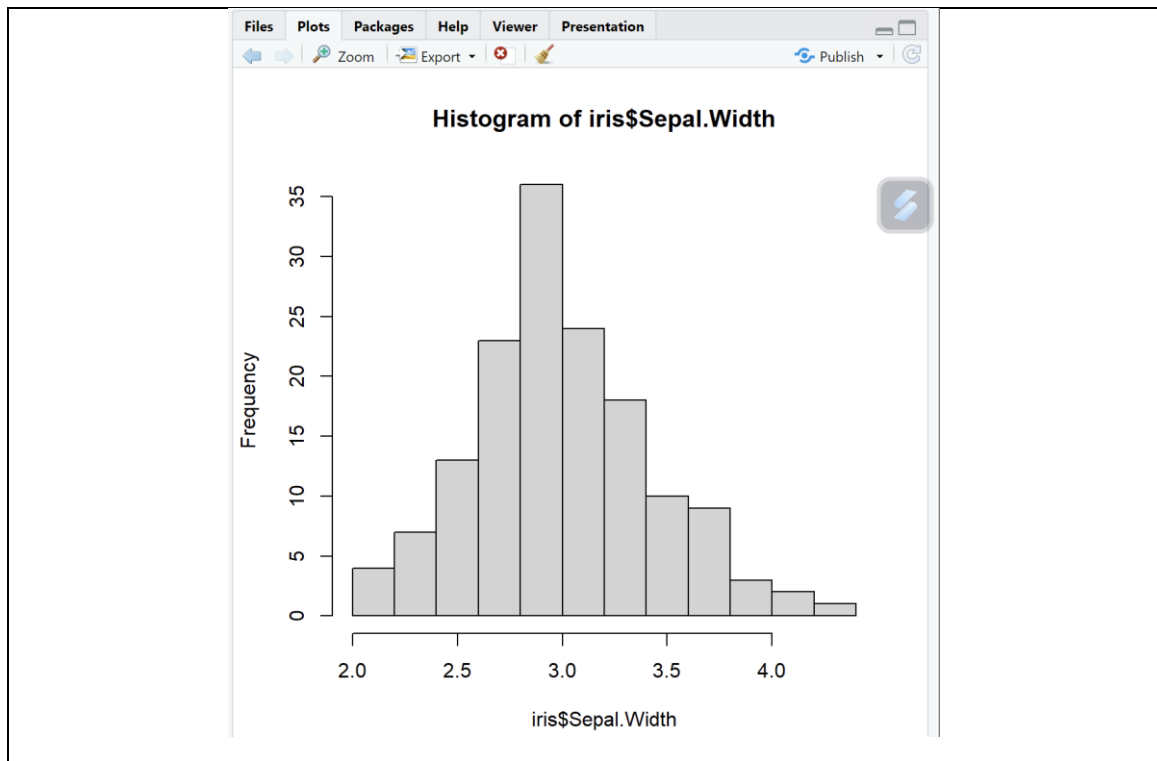 Files Plots Packages Help Viewer Presentation
Zoom Export Publish
Histogram of iris$Sepal.Width
35
30
25
20
15
10
5
0
Frequency
2.0 2.5 3.0 3.5 4.0
iris$Sepal.Width